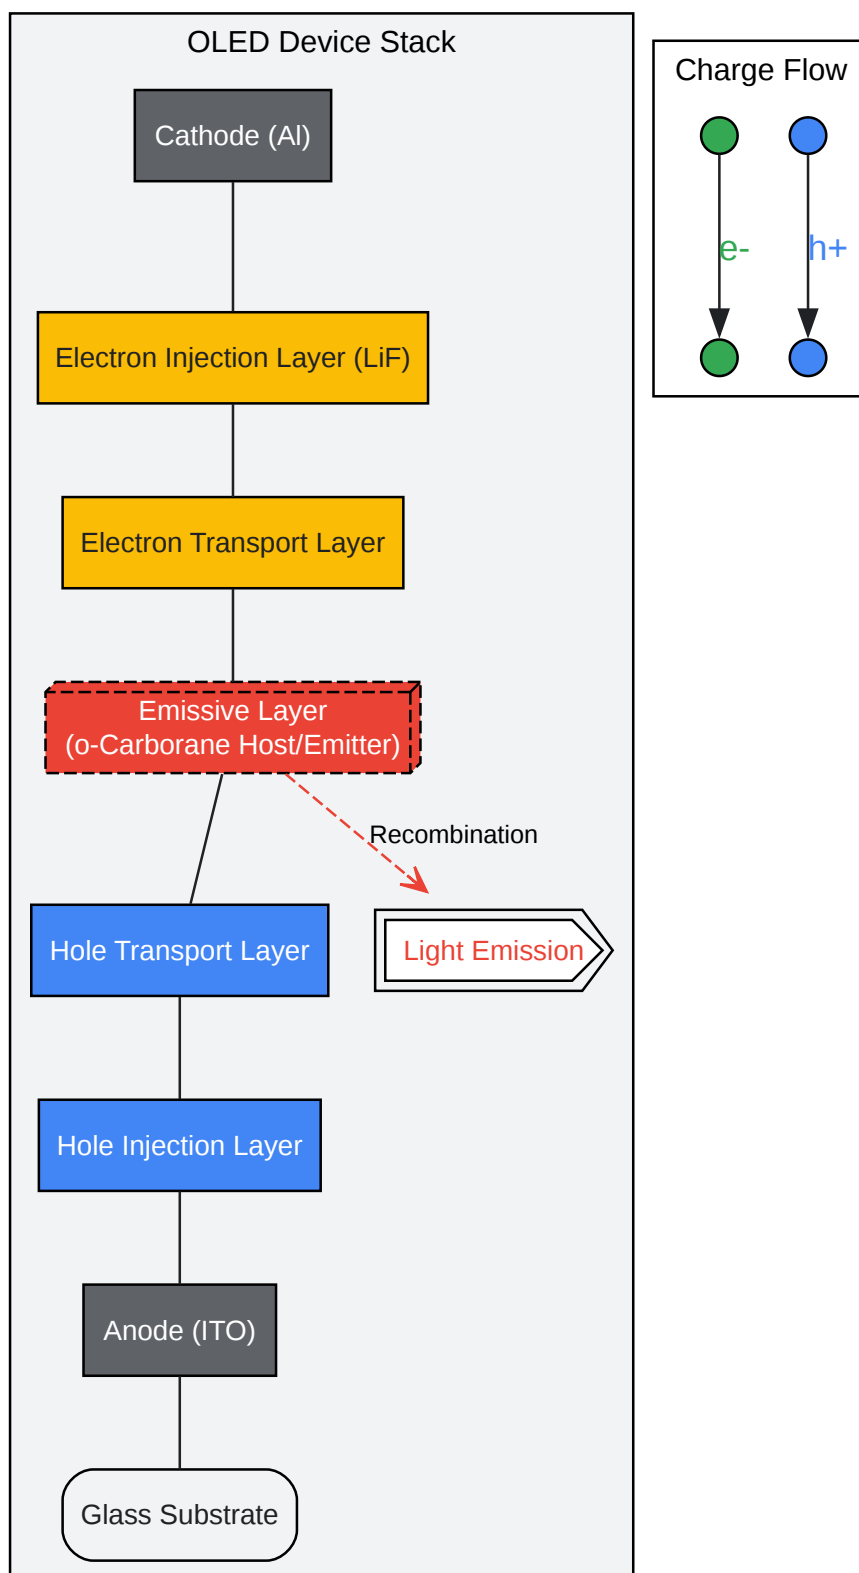 OLED Device Stack
Cathode (Al)
Electron Injection Layer (LiF)
Electron Transport Layer
Emissive Layer
(o-Carborane Host/Emitter)
Recombination
Hole Transport Layer
Light Emission
Hole Injection Layer
Anode (ITO)
Glass Substrate
Charge Flow
e-
h+